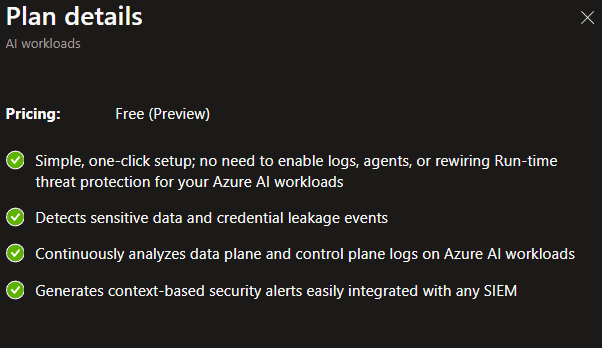 Plan details
AI workloads
Pricing: Free (Preview)
Simple, one-click setup; no need to enable logs, agents, or rewiring Run-time
threat protection for your Azure AI workloads
Detects sensitive data and credential leakage events
Continuously analyzes data plane and control plane logs on Azure AI workloads
Generates context-based security alerts easily integrated with any SIEM